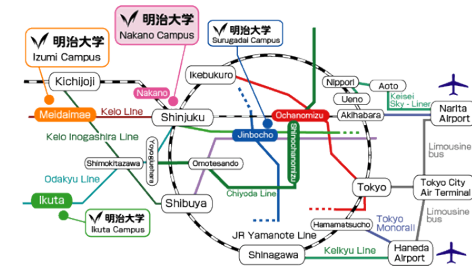 明治大学
Nakano Campus
明治大学
Izumi Campus
明治大学
Surugadai Campus
Kichijoji
Ikebukuro
Nippori
Aoto
Nakano
Ueno
Keisei
Sky - Liner
Meidaimae
Keio Line
Shinjuku
Ochanomizu
Akihabara
Narita
Airport
Jinbocho
Shinochanomizu
Keio Inogashira Line
Limousine
bus
Shimokitazawa
Yoyogiuehara
Omotesando
Odakyu Line
Chiyoda Line
Tokyo
Tokyo City
Air Terminal
Ikuta
Shibuya
明治大学
Ikuta Campus
JR Yamanote Line
Hamamatsucho
Tokyo
Monorail
Limousine
bus
Shinagawa
Keikyu Line
Haneda
Airport